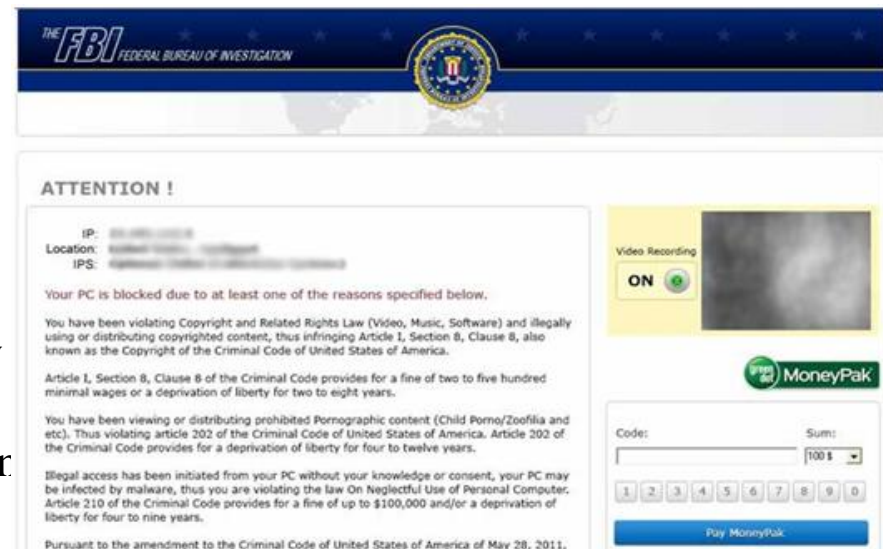 THE FBI FEDERAL BUREAU OF INVESTIGATION
ATTENTION !
IP:
Location:
IPS:
Your PC is blocked due to at least one of the reasons specified below.
You have been violating Copyright and Related Rights Law (Video, Music, Software) and illegally
using or distributing copyrighted content, thus infringing Article I, Section 8, Clause 8, also
known as the Copyright of the Criminal Code of United States of America.
Article I, Section 8, Clause 8 of the Criminal Code provides for a fine of two to five hundred
minimal wages or a deprivation of liberty for two to eight years.
You have been viewing or distributing prohibited Pornographic content (Child Porno/Zoofilia and
etc). Thus violating article 202 of the Criminal Code of United States of America. Article 202 of
the Criminal Code provides for a deprivation of liberty for four to twelve years.
Illegal access has been initiated from your PC without your knowledge or consent, your PC may
be infected by malware, thus you are violating the law On Neglectful Use of Personal Computer.
Article 210 of the Criminal Code provides for a fine of up to $100,000 and/or a deprivation of
liberty for four to nine years.
Pursuant to the amendment to the Criminal Code of United States of America of May 28, 2011,
Video Recording
ON
green dot MoneyPak
Code: Sum:
100 $
1 2 3 4 5 6 7 8 9 0
Pay MoneyPak